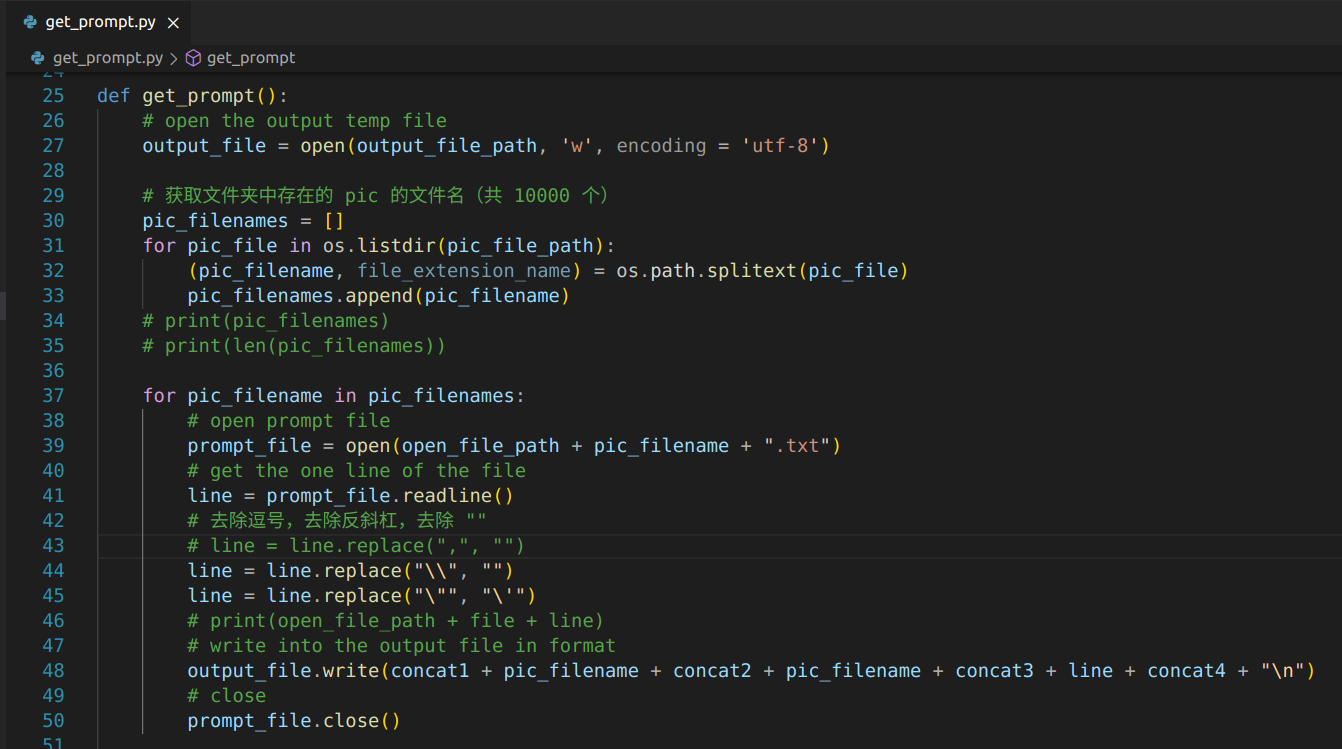 get_prompt.py ×
get_prompt.py > get_prompt
24
25 def get_prompt():
26     # open the output temp file
27     output_file = open(output_file_path, 'w', encoding = 'utf-8')
28
29     # 获取文件夹中存在的 pic 的文件名（共 10000 个）
30     pic_filenames = []
31     for pic_file in os.listdir(pic_file_path):
32         (pic_filename, file_extension_name) = os.path.splitext(pic_file)
33         pic_filenames.append(pic_filename)
34     # print(pic_filenames)
35     # print(len(pic_filenames))
36
37     for pic_filename in pic_filenames:
38         # open prompt file
39         prompt_file = open(open_file_path + pic_filename + ".txt")
40         # get the one line of the file
41         line = prompt_file.readline()
42         # 去除逗号，去除反斜杠，去除 ""
43         # line = line.replace(",", "")
44         line = line.replace("\\", "")
45         line = line.replace("\"", "\'")
46         # print(open_file_path + file + line)
47         # write into the output file in format
48         output_file.write(concat1 + pic_filename + concat2 + pic_filename + concat3 + line + concat4 + "\n")
49         # close
50         prompt_file.close()
51